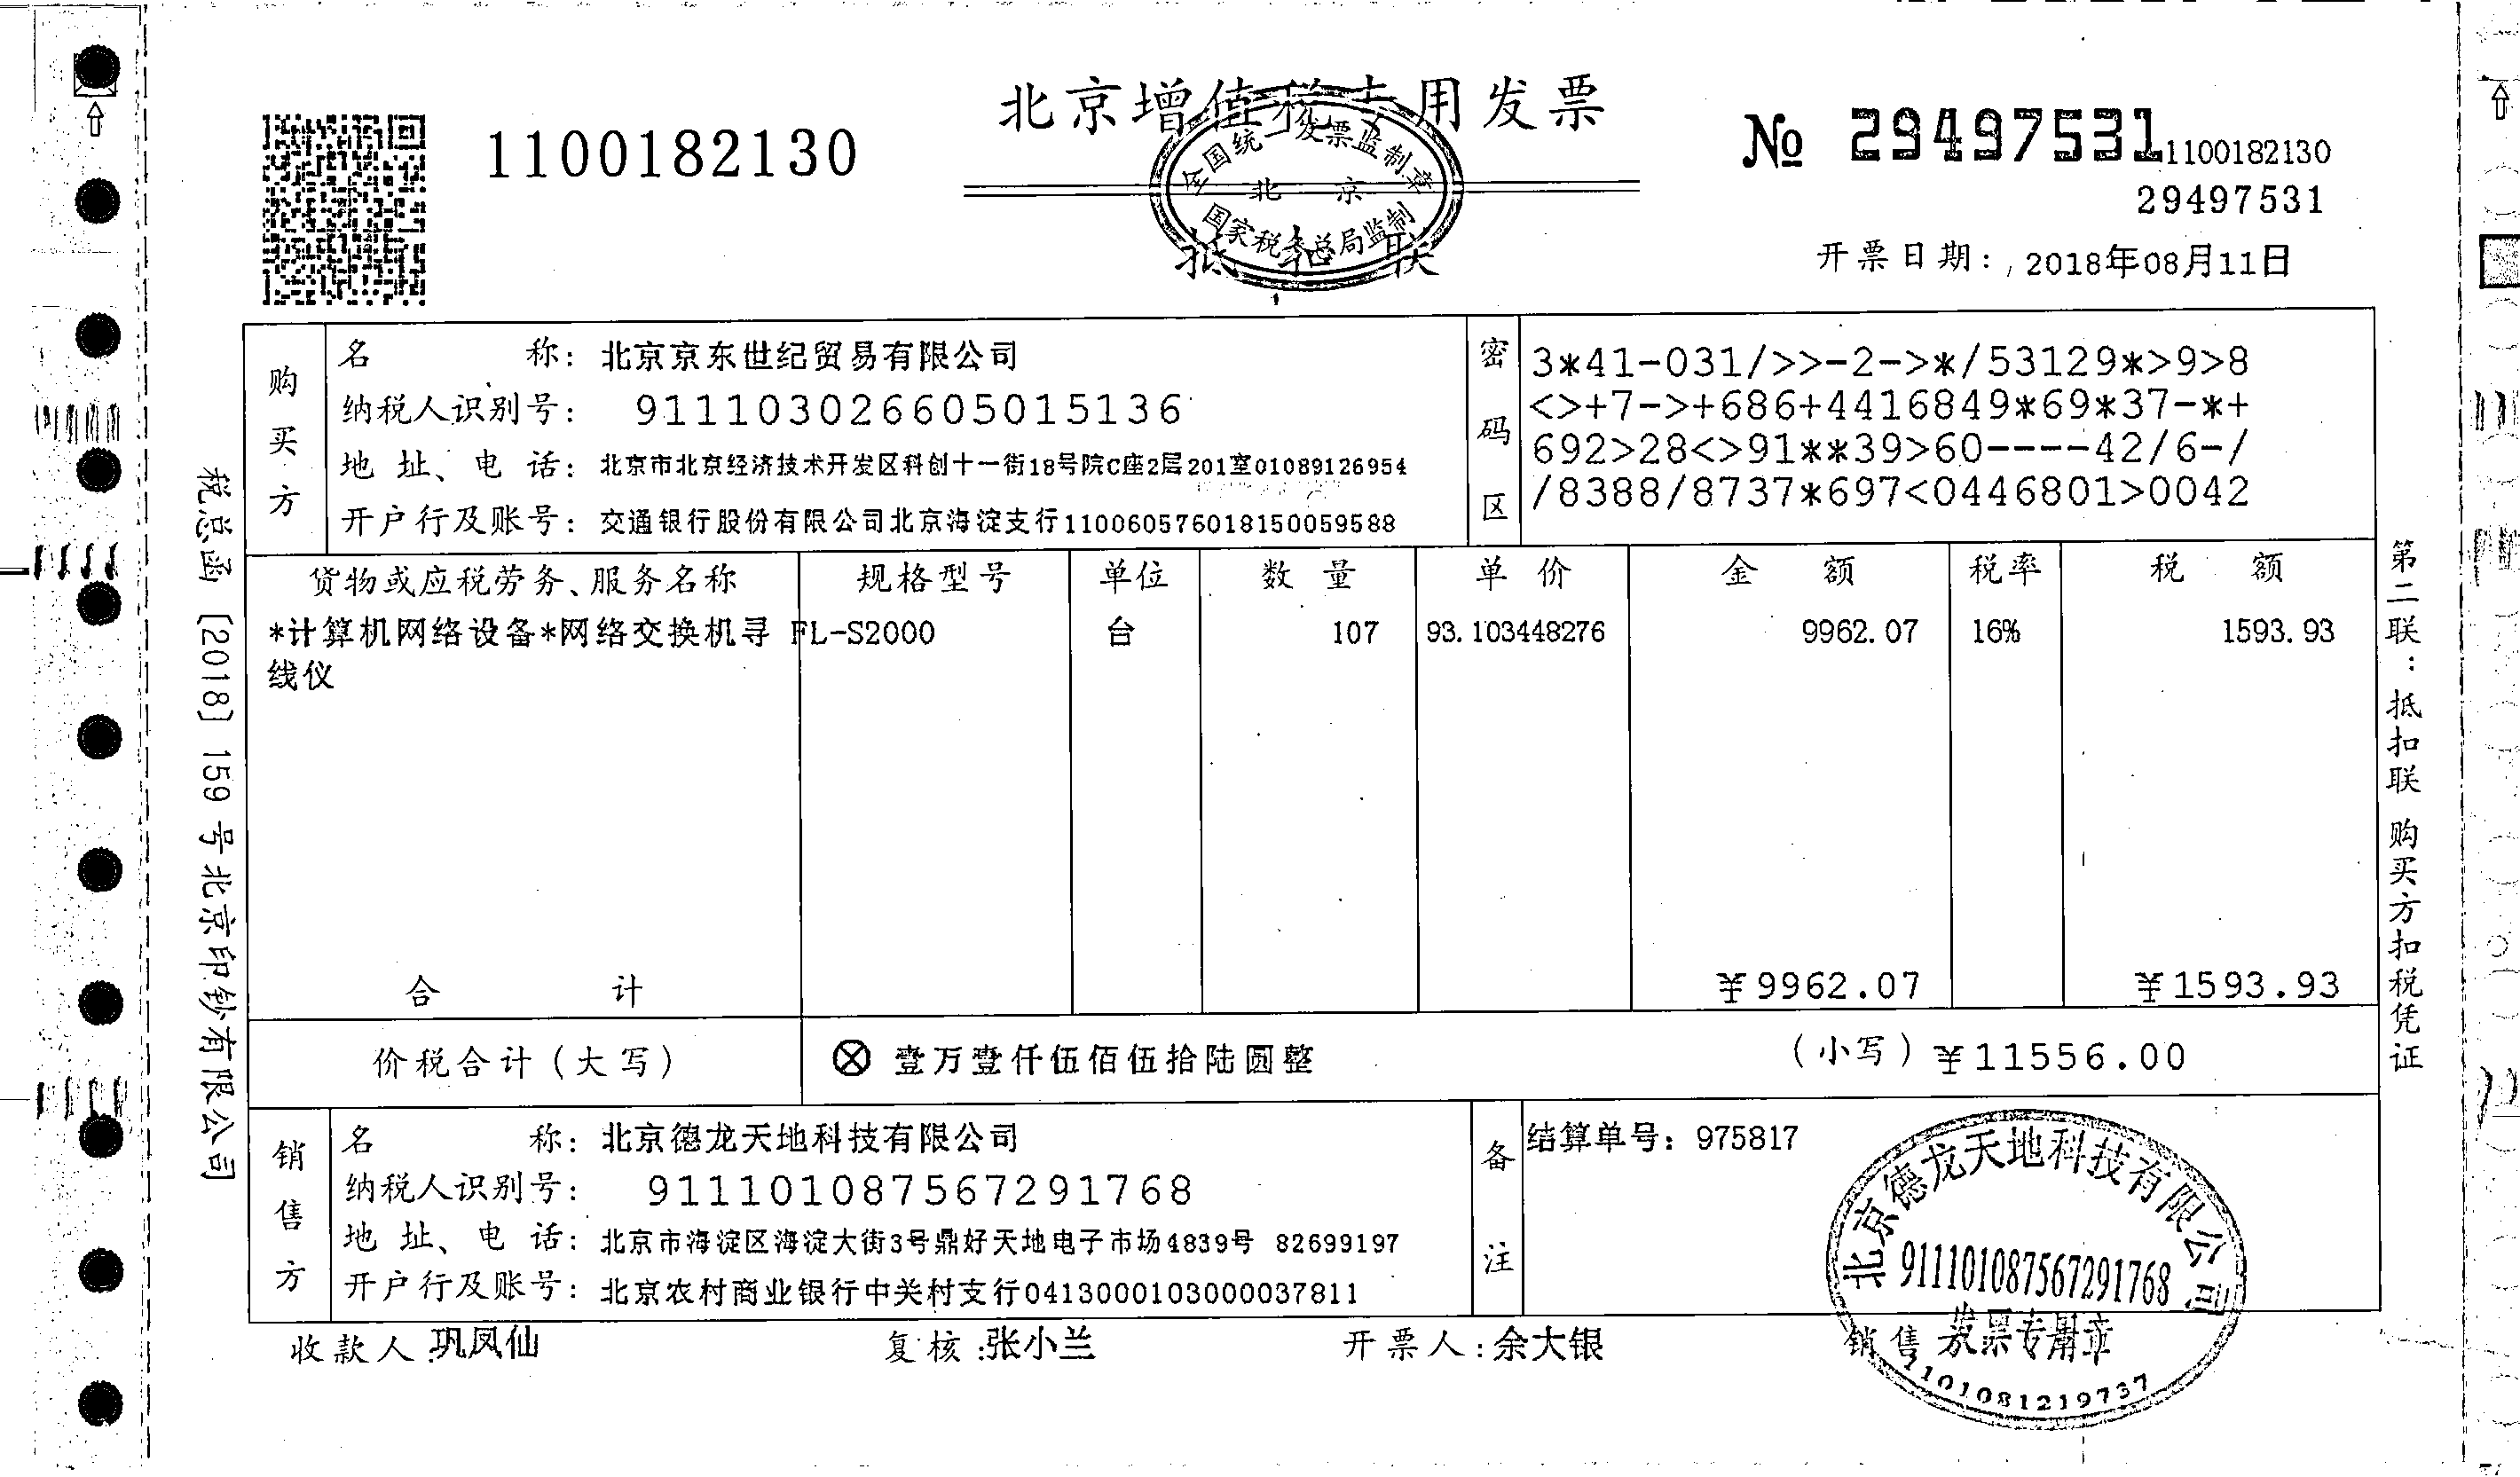 北京增值税专用发票
1100182130
№ 29497531
1100182130
29497531
全国统一发票监制章
北京
国家税务总局监制
抵扣联
开票日期: 2018年08月11日
购买方
名称: 北京京东世纪贸易有限公司
纳税人识别号: 911103026605015136
地址、电话: 北京市北京经济技术开发区科创十一街18号院C座2层201室01089126954
开户行及账号: 交通银行股份有限公司北京海淀支行110060576018150059588
密码区
3*41-031/>>-2->*/53129*>9>8
<>+7->+686+4416849*69*37-*+
692>28<>91**39>60----42/6-/
/8388/8737*697<0446801>0042
货物或应税劳务、服务名称 规格型号 单位 数量 单价 金额 税率 税额
*计算机网络设备*网络交换机寻 FL-S2000 台 107 93.103448276 9962.07 16% 1593.93
线仪
合计 ¥9962.07 ¥1593.93
价税合计(大写) ⊗ 壹万壹仟伍佰伍拾陆圆整 (小写) ¥11556.00
销售方
名称: 北京德龙天地科技有限公司
纳税人识别号: 911101087567291768
地址、电话: 北京市海淀区海淀大街3号鼎好天地电子市场4839号 82699197
开户行及账号: 北京农村商业银行中关村支行0413000103000037811
备注
结算单号: 975817
北京德龙天地科技有限公司
911101087567291768
发票专用章
1101081219737
收款人:巩凤仙 复核:张小兰 开票人:余大银 销售
税总函[2018]159号北京印钞有限公司
第二联:抵扣联 购买方扣税凭证